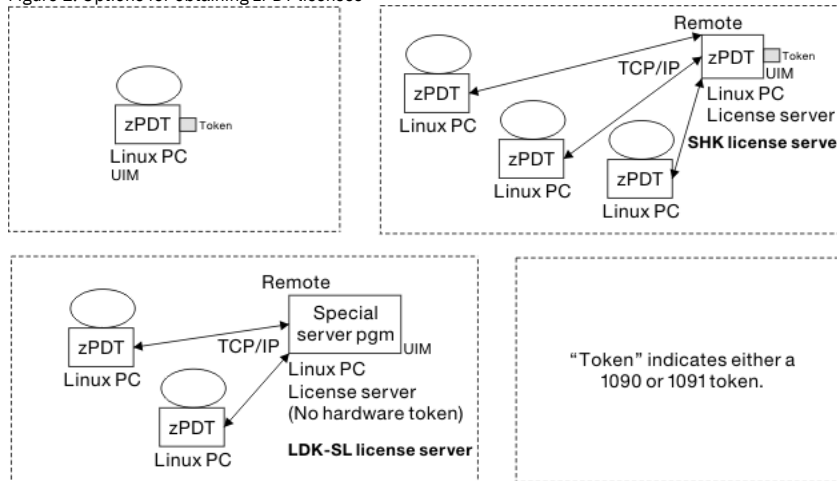 zPDT
Token
Linux PC
UIM
Remote
zPDT
Token
UIM
TCP/IP
zPDT
Linux PC
Linux PC
License server
zPDT
Linux PC
SHK license serve
zPDT
Linux PC
Remote
Special
server pgm
UIM
zPDT
TCP/IP
Linux PC
Linux PC
License server
(No hardware token)
zPDT
Linux PC
LDK-SL license server
“Token” indicates either a
1090 or 1091 token.